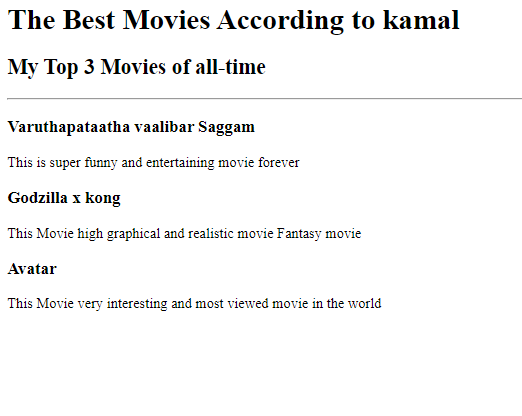 The Best Movies According to kamal
My Top 3 Movies of all-time
Varuthapataatha vaalibar Saggam
This is super funny and entertaining movie forever
Godzilla x kong
This Movie high graphical and realistic movie Fantasy movie
Avatar
This Movie very interesting and most viewed movie in the world